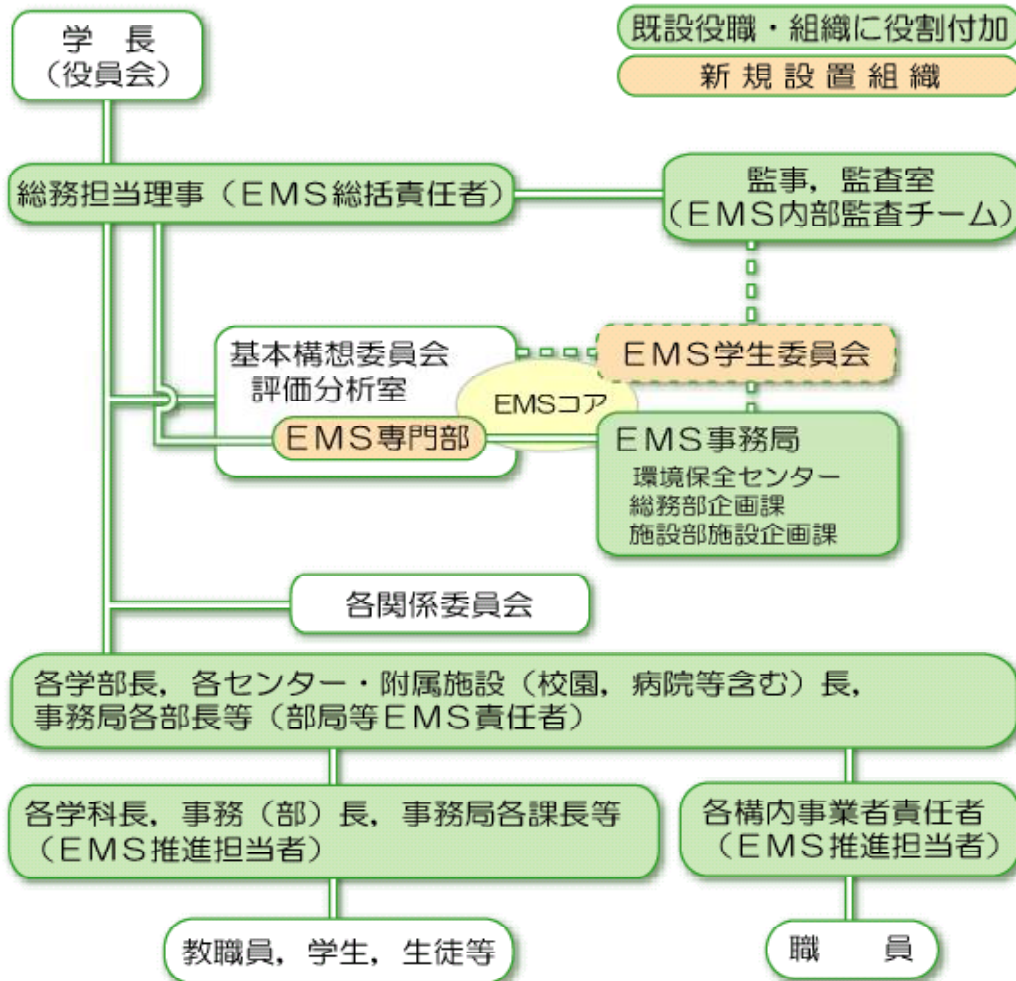 学　長
（役員会）
既設役職・組織に役割付加
新 規 設 置 組 織
総務担当理事（ＥＭＳ総括責任者）
監事，監査室
（ＥＭＳ内部監査チーム）
基本構想委員会
評価分析室
ＥＭＳ専門部
EMSコア
ＥＭＳ学生委員会
ＥＭＳ事務局
環境保全センター
総務部企画課
施設部施設企画課
各関係委員会
各学部長，各センター・附属施設（校園，病院等含む）長，
事務局各部長等（部局等ＥＭＳ責任者）
各学科長，事務（部）長，事務局各課長等
（ＥＭＳ推進担当者）
各構内事業者責任者
（ＥＭＳ推進担当者）
教職員，学生，生徒等
職　　員